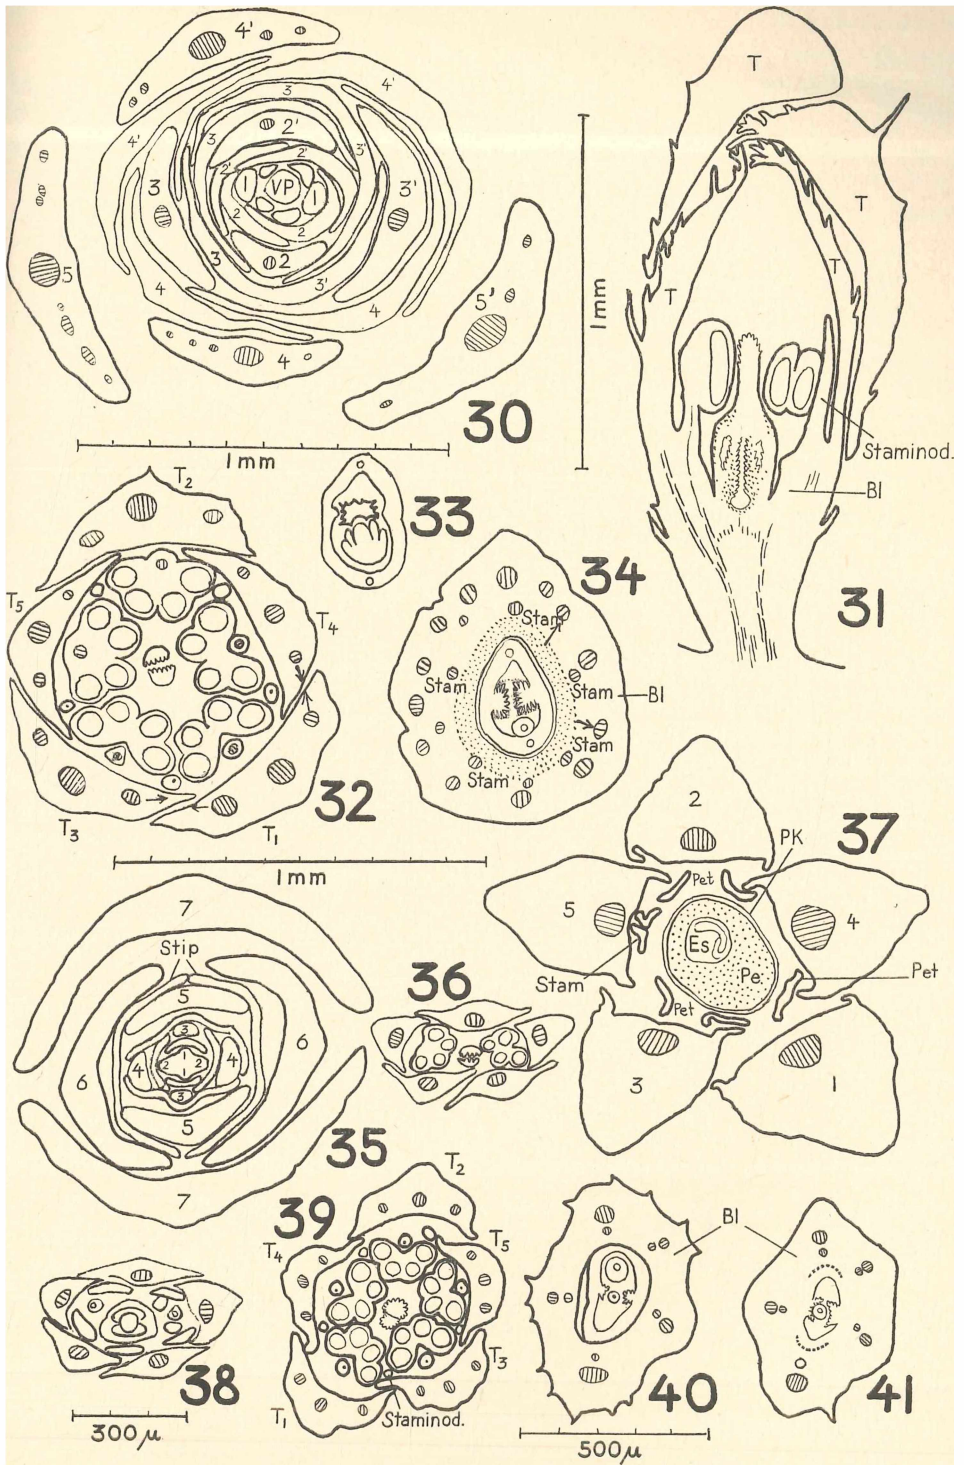 4'
4'
3
4'
2'
3
3'
3
2'
2'
3'
5
1
VP
1
2
2
3
2
3'
4
4
5'
4
30
1mm
1mm
T
T
T
T
Staminod.
Bl
31
T2
T5
T4
T3
T1
32
33
34
Stam
Stam
Stam
Bl
Stam
Stam
1mm
7
Stip
5
3
4
2
1
2
4
6
6
3
5
7
35
36
2
37
PK
Pet
5
4
Es
Stam
Pe
Pet
Pet
3
1
38
300 μ
39
T2
T4
T5
T3
T1
Staminod.
Bl
40
41
500μ